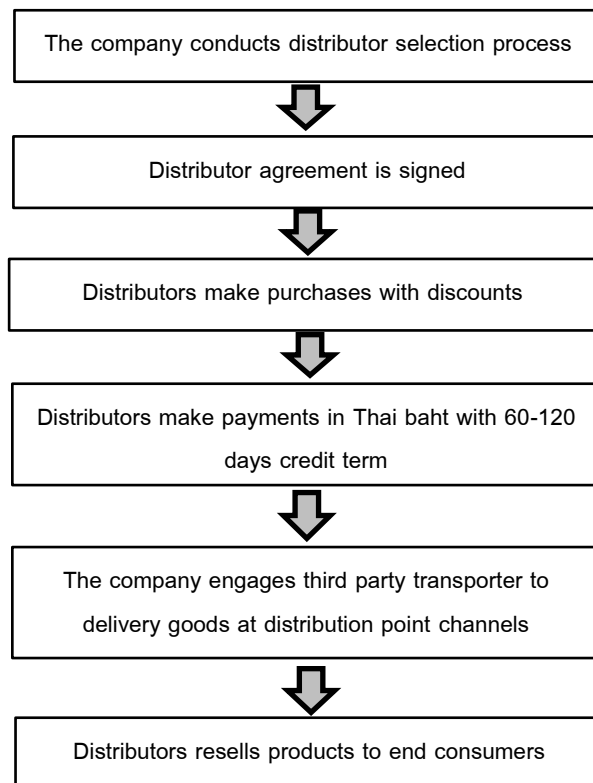 The company conducts distributor selection process
Distributor agreement is signed
Distributors make purchases with discounts
Distributors make payments in Thai baht with 60-120
days credit term
The company engages third party transporter to
delivery goods at distribution point channels
Distributors resells products to end consumers